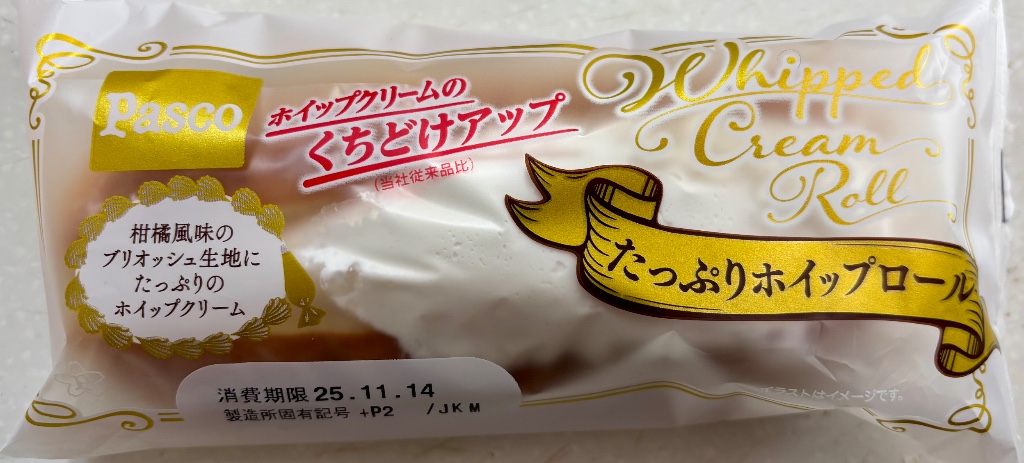 Pasco
ホイップクリームの
くちどけアップ
(当社従来品比)
Whipped
Cream
Roll
たっぷりホイップロール
柑橘風味の
ブリオッシュ生地に
たっぷりの
ホイップクリーム
消費期限 25.11.14
製造所固有記号 +P2 /JKM
イラストはイメージです。